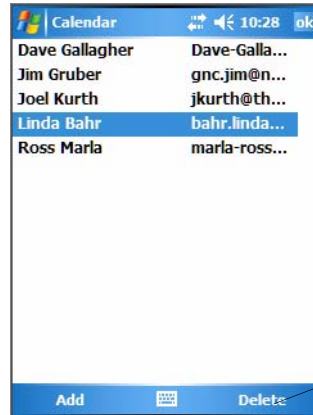 Calendar 10:28 ok
Dave Gallagher Dave-Galla...
Jim Gruber gnc.jim@n...
Joel Kurth jkurth@th...
Linda Bahr bahr.linda...
Ross Marla marla-ross...
Add Delete